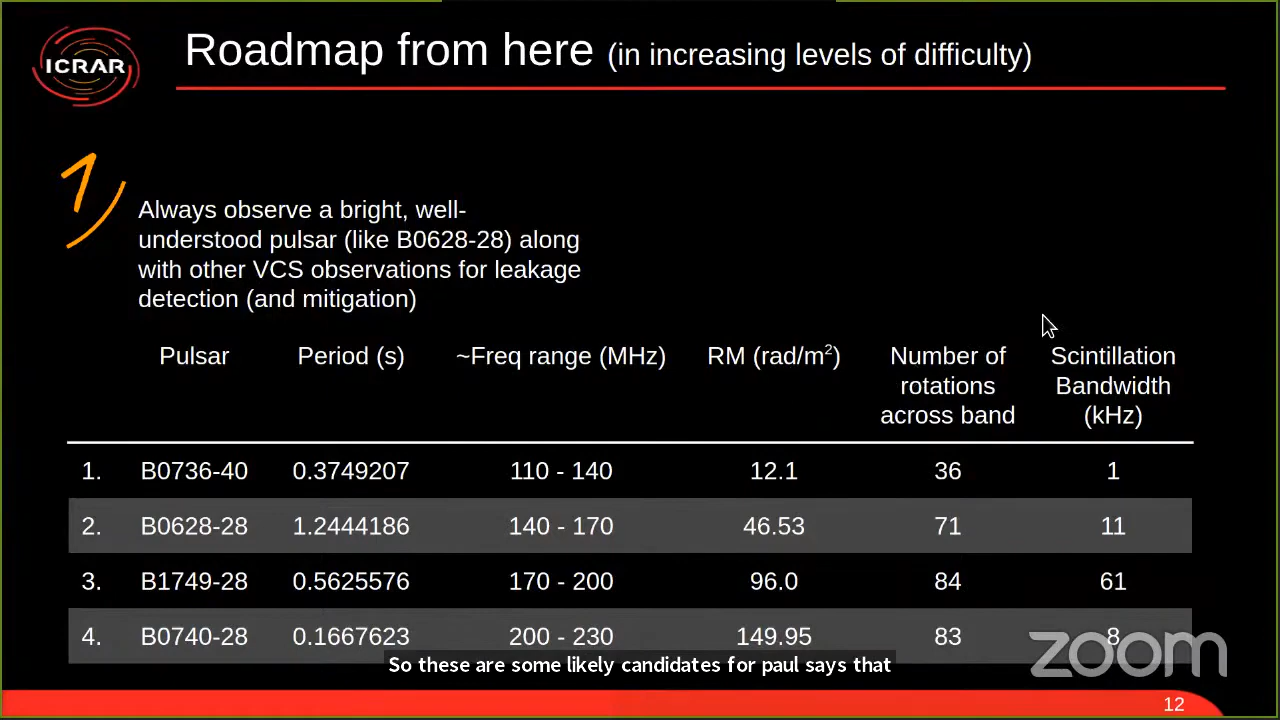 ICRAR
Roadmap from here (in increasing levels of difficulty)
1)
Always observe a bright, well-
understood pulsar (like B0628-28) along
with other VCS observations for leakage
detection (and mitigation)
Pulsar Period (s) ~Freq range (MHz) RM (rad/m²) Number of rotations across band Scintillation Bandwidth (kHz)
1. B0736-40 0.3749207 110 - 140 12.1 36 1
2. B0628-28 1.2444186 140 - 170 46.53 71 11
3. B1749-28 0.5625576 170 - 200 96.0 84 61
4. B0740-28 0.1667623 200 - 230 149.95 83 8
zoom
So these are some likely candidates for paul says that
12